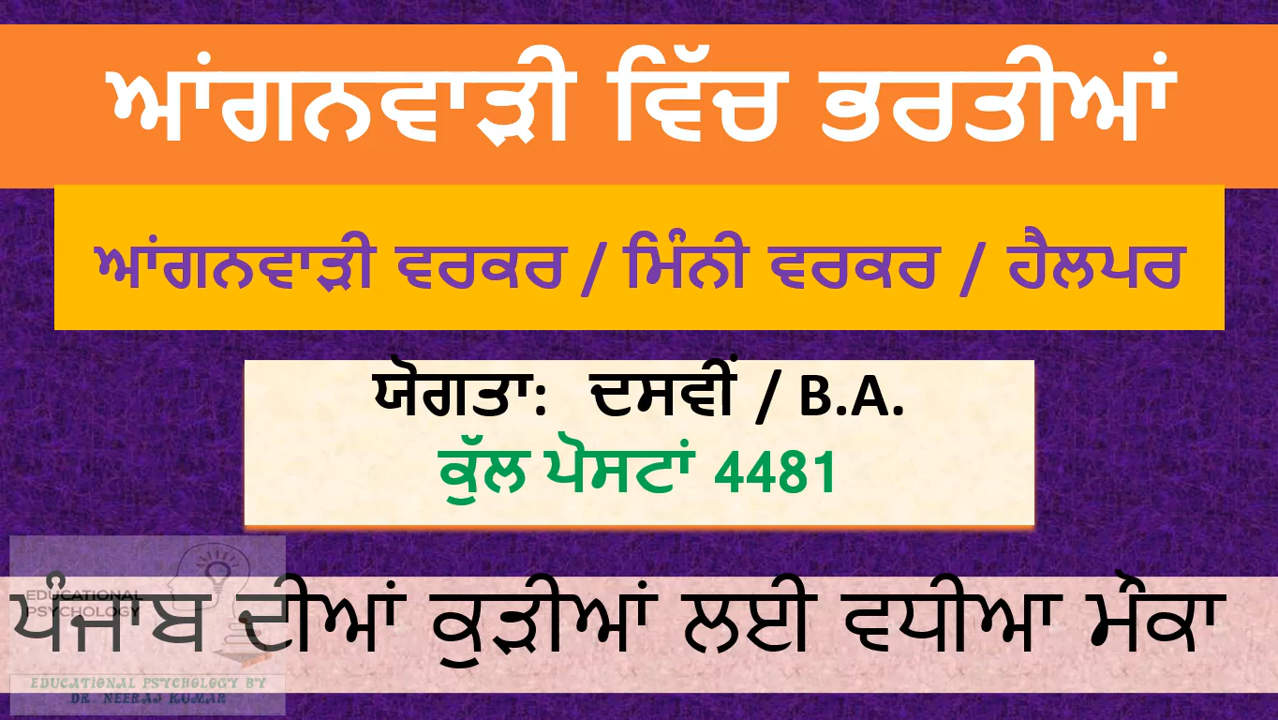 ਆਂਗਨਵਾੜੀ ਵਿੱਚ ਭਰਤੀਆਂ
ਆਂਗਨਵਾੜੀ ਵਰਕਰ / ਮਿੰਨੀ ਵਰਕਰ / ਹੈਲਪਰ
ਯੋਗਤਾ: ਦਸਵੀਂ / B.A.
ਕੁੱਲ ਪੋਸਟਾਂ 4481
ਪੰਜਾਬ ਦੀਆਂ ਕੁੜੀਆਂ ਲਈ ਵਧੀਆ ਮੌਕਾ
EDUCATIONAL
PSYCHOLOGY
EDUCATIONAL PSYCHOLOGY BY
DR. NEERAJ KUMAR